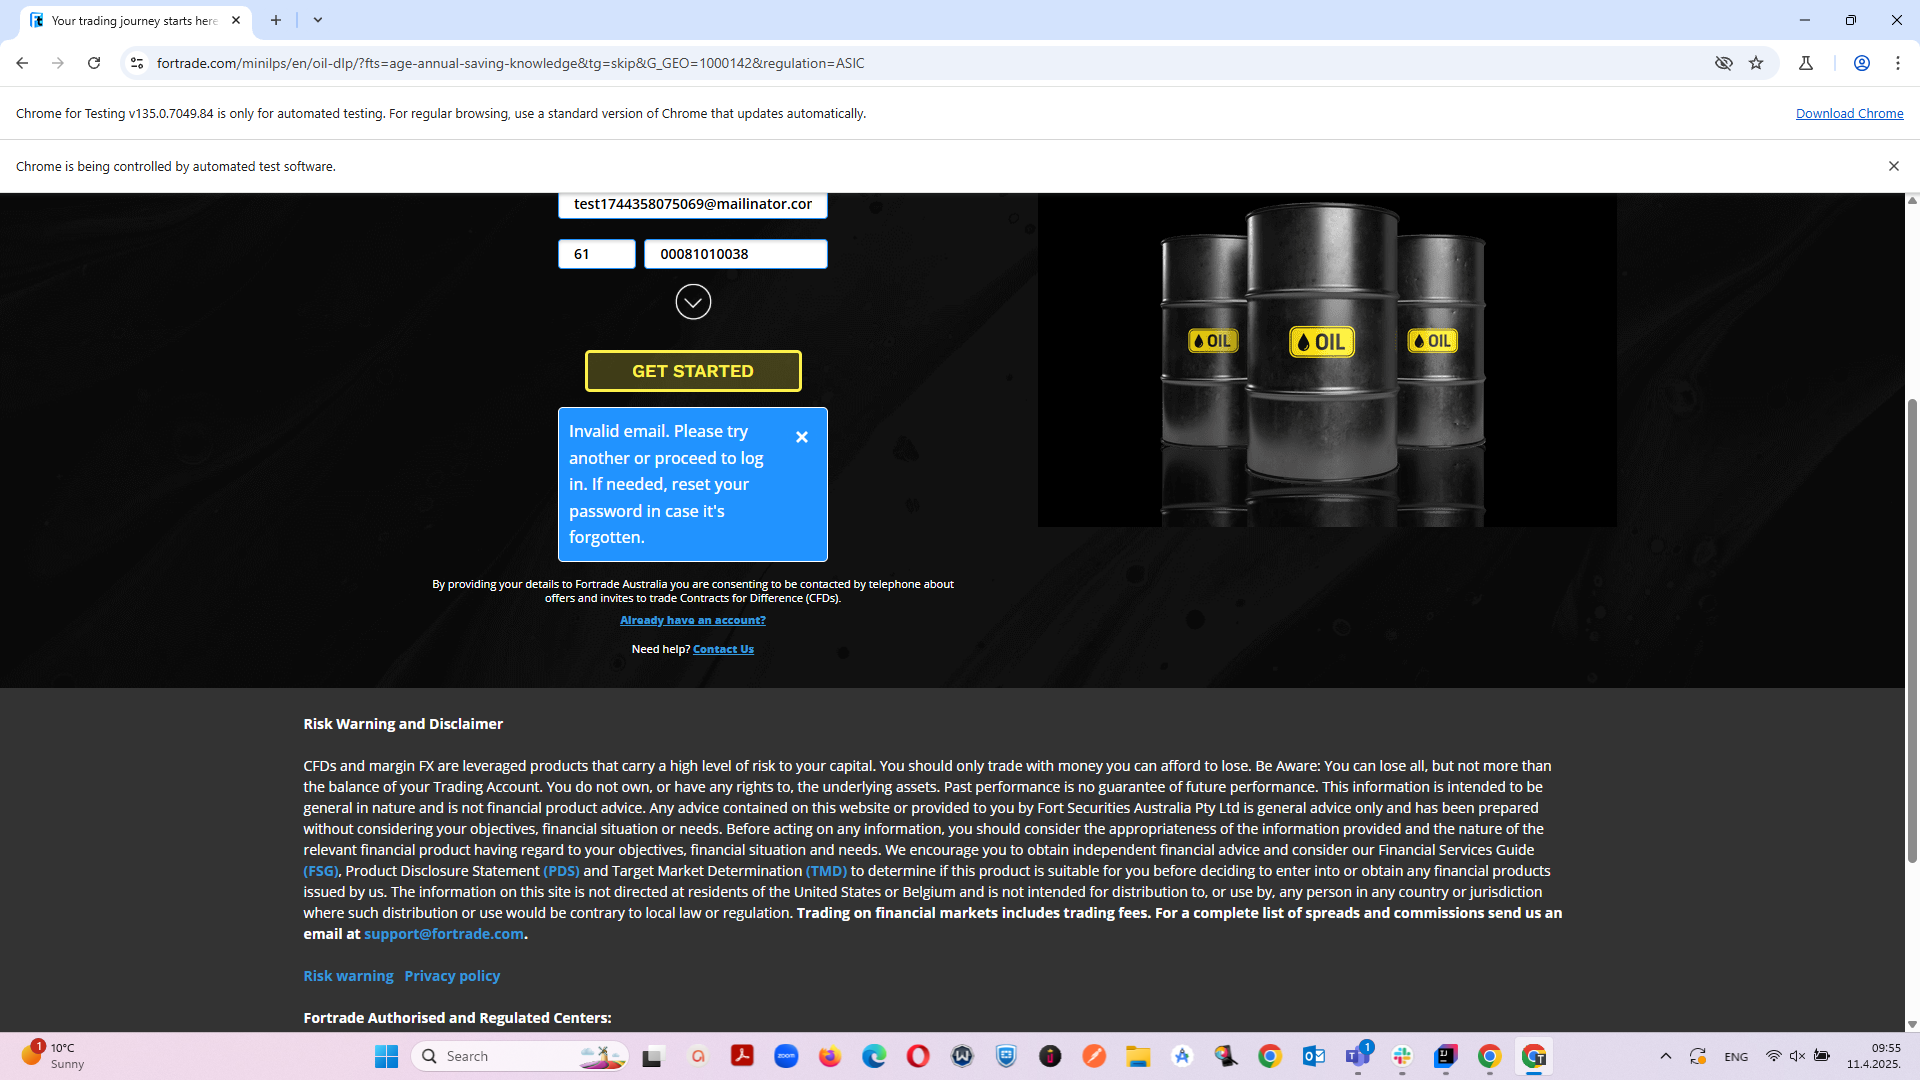 Your trading journey starts here
fortrade.com/minilps/en/oil-dlp/?fts=age-annual-saving-knowledge&tg=skip&G_GEO=1000142&regulation=ASIC
Chrome for Testing v135.0.7049.84 is only for automated testing. For regular browsing, use a standard version of Chrome that updates automatically.
Download Chrome
Chrome is being controlled by automated test software.
test1744358075069@mailinator.cor
61
00081010038
GET STARTED
Invalid email. Please try
another or proceed to log
in. If needed, reset your
password in case it's
forgotten.
OIL
OIL
OIL
By providing your details to Fortrade Australia you are consenting to be contacted by telephone about
offers and invites to trade Contracts for Difference (CFDs).
Already have an account?
Need help? Contact Us
Risk Warning and Disclaimer
CFDs and margin FX are leveraged products that carry a high level of risk to your capital. You should only trade with money you can afford to lose. Be Aware: You can lose all, but not more than
the balance of your Trading Account. You do not own, or have any rights to, the underlying assets. Past performance is no guarantee of future performance. This information is intended to be
general in nature and is not financial product advice. Any advice contained on this website or provided to you by Fort Securities Australia Pty Ltd is general advice only and has been prepared
without considering your objectives, financial situation or needs. Before acting on any information, you should consider the appropriateness of the information provided and the nature of the
relevant financial product having regard to your objectives, financial situation and needs. We encourage you to obtain independent financial advice and consider our Financial Services Guide
(FSG), Product Disclosure Statement (PDS) and Target Market Determination (TMD) to determine if this product is suitable for you before deciding to enter into or obtain any financial products
issued by us. The information on this site is not directed at residents of the United States or Belgium and is not intended for distribution to, or use by, any person in any country or jurisdiction
where such distribution or use would be contrary to local law or regulation. Trading on financial markets includes trading fees. For a complete list of spreads and commissions send us an
email at support@fortrade.com.
Risk warning Privacy policy
Fortrade Authorised and Regulated Centers:
1
10°C
Sunny
Search
zoom
1
ENG
09:55
11.4.2025.